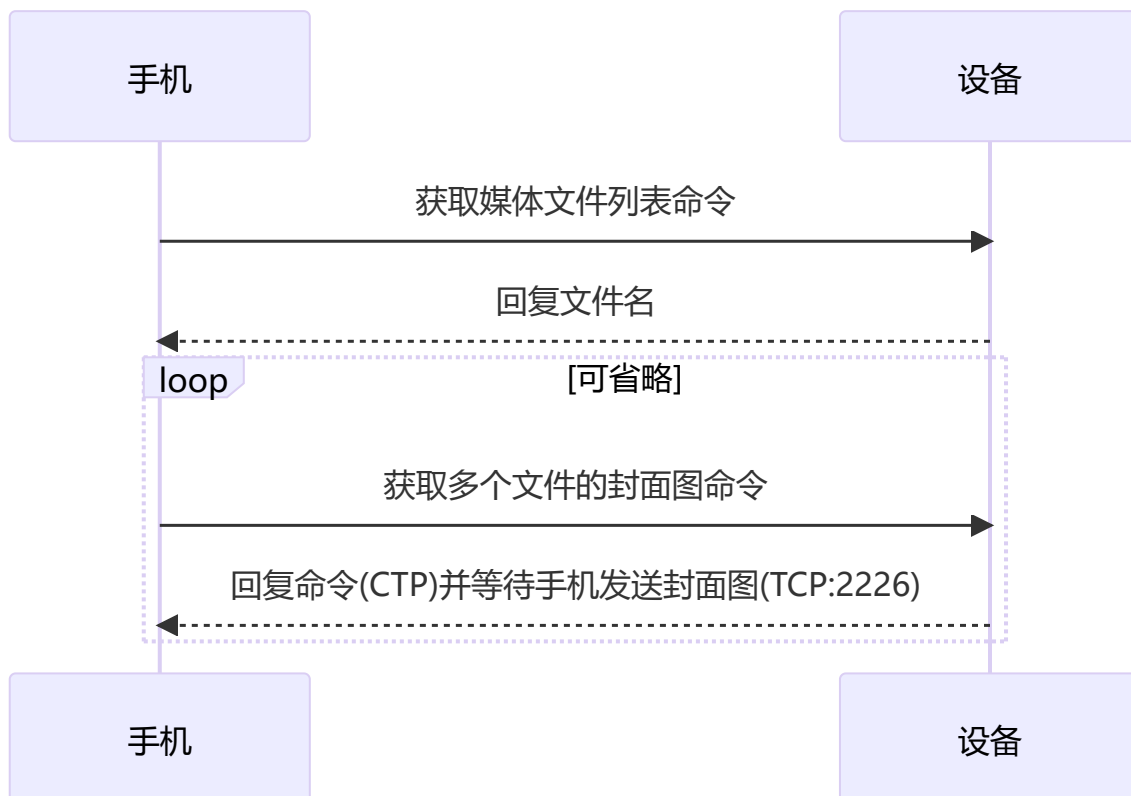 手机
设备
获取媒体文件列表命令
回复文件名
loop
[可省略]
获取多个文件的封面图命令
回复命令(CTP)并等待手机发送封面图(TCP:2226)
手机
设备